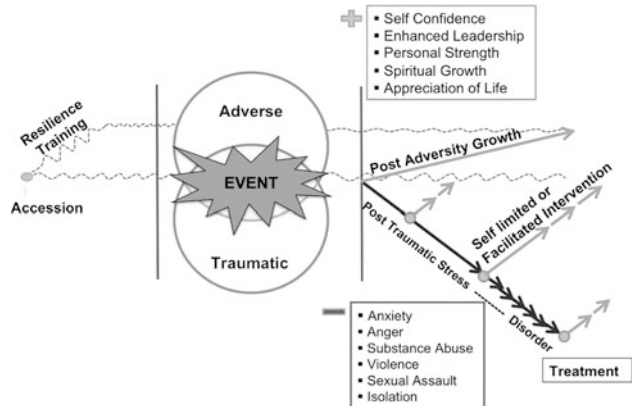 ▪ Self Confidence
▪ Enhanced Leadership
▪ Personal Strength
▪ Spiritual Growth
▪ Appreciation of Life
Resilience
Training
Adverse
Post Adversity Growth
EVENT
Accession
Self limited or
Facilitated Intervention
Traumatic
Post Traumatic Stress
Disorder
▪ Anxiety
▪ Anger
▪ Substance Abuse
▪ Violence
▪ Sexual Assault
▪ Isolation
Treatment